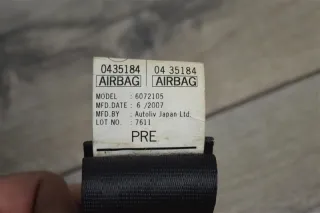 0435184 04 35184
AIRBAG AIRBAG
MODEL : 6072105
MFD.DATE : 6 /2007
MFD.BY : Autoliv Japan Ltd.
LOT NO. : 7611
PRE